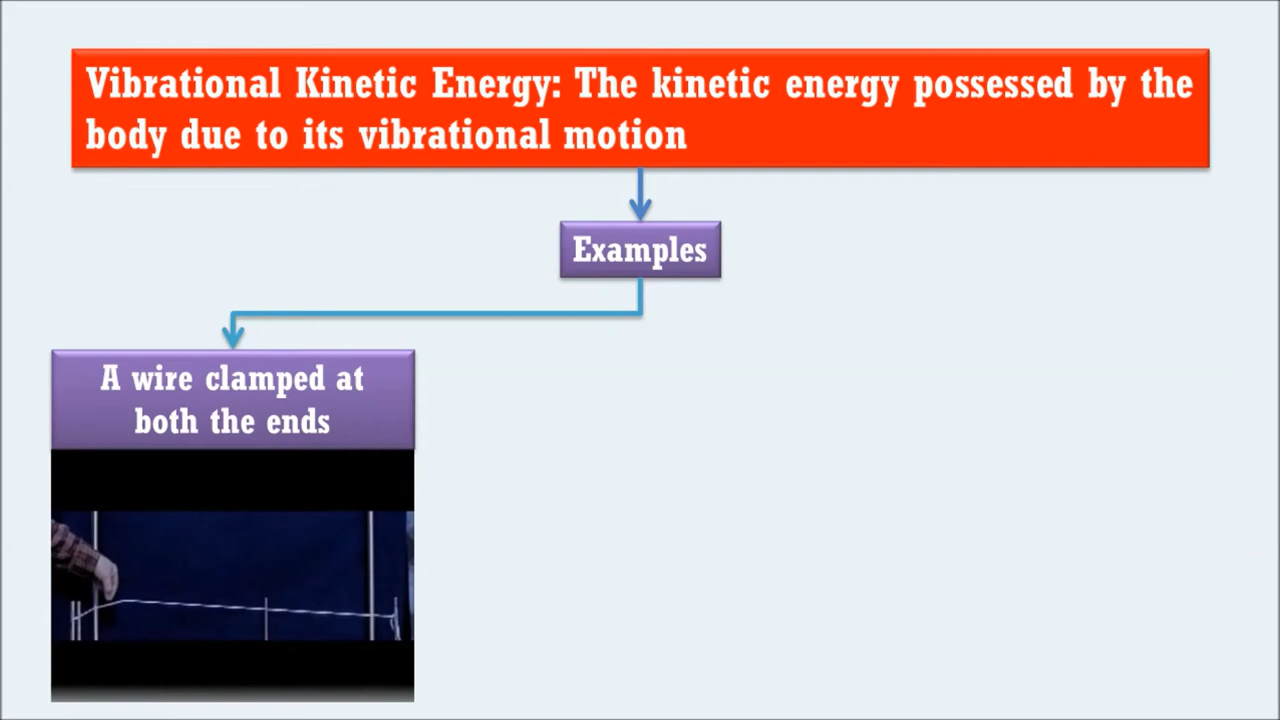 Vibrational Kinetic Energy: The kinetic energy possessed by the
body due to its vibrational motion
Examples
A wire clamped at
both the ends